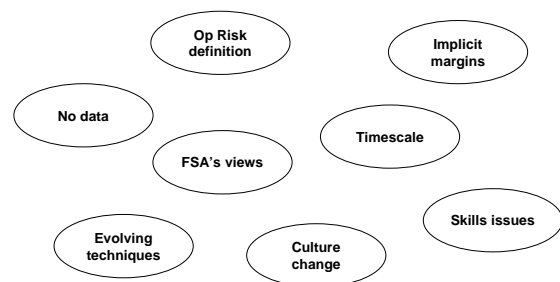 Op Risk
definition
Implicit
margins
No data
Timescale
FSA's views
Skills issues
Evolving
techniques
Culture
change